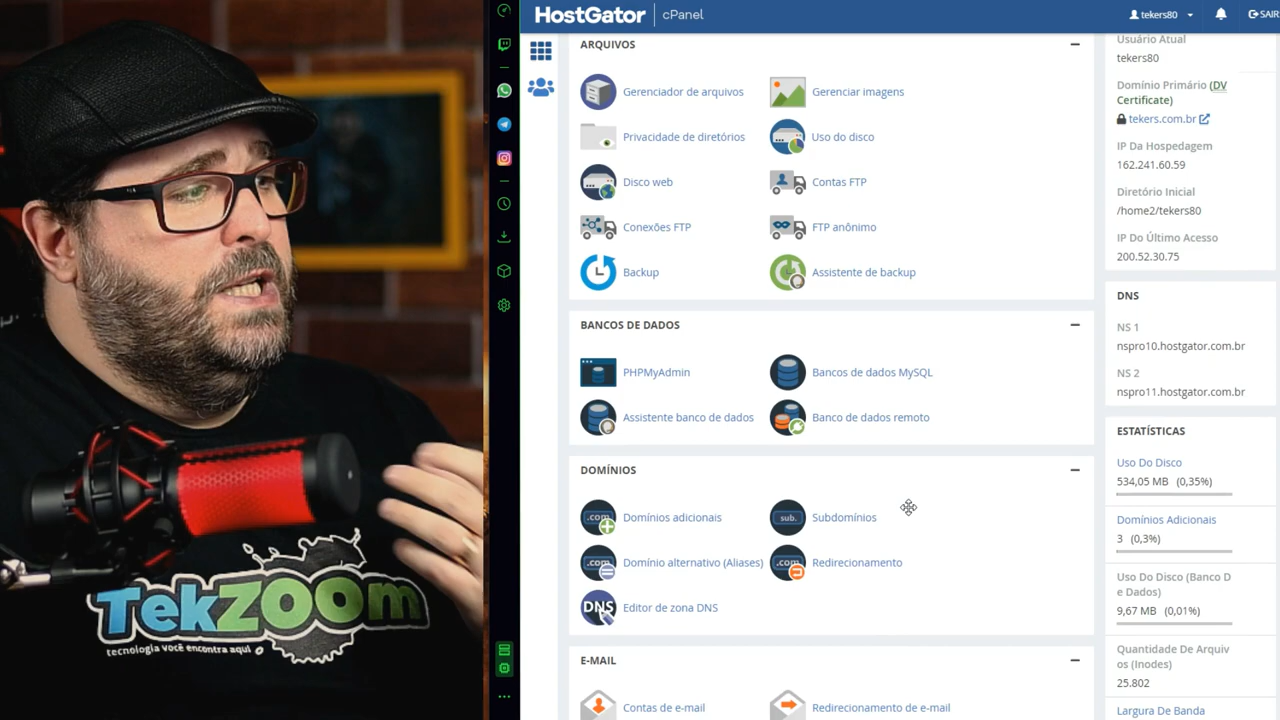 HostGator cPanel
tekers80
SAIR
ARQUIVOS
Gerenciador de arquivos
Gerenciar imagens
Privacidade de diretórios
Uso do disco
Disco web
Contas FTP
Conexões FTP
FTP anônimo
Backup
Assistente de backup
BANCOS DE DADOS
PHPMyAdmin
Bancos de dados MySQL
Assistente banco de dados
Banco de dados remoto
DOMÍNIOS
.com
Domínios adicionais
sub.
Subdomínios
.com
Domínio alternativo (Aliases)
.com
Redirecionamento
DNS
Editor de zona DNS
E-MAIL
Contas de e-mail
Redirecionamento de e-mail
Usuário Atual
tekers80
Domínio Primário (DV
Certificate)
tekers.com.br
IP Da Hospedagem
162.241.60.59
Diretório Inicial
/home2/tekers80
IP Do Último Acesso
200.52.30.75
DNS
NS 1
nspro10.hostgator.com.br
NS 2
nspro11.hostgator.com.br
ESTATÍSTICAS
Uso Do Disco
534,05 MB (0,35%)
Domínios Adicionais
3 (0,3%)
Uso Do Disco (Banco D
e Dados)
9,67 MB (0,01%)
Quantidade De Arquiv
os (Inodes)
25.802
Largura De Banda
TekZOOm
tecnologia você encontra aqui